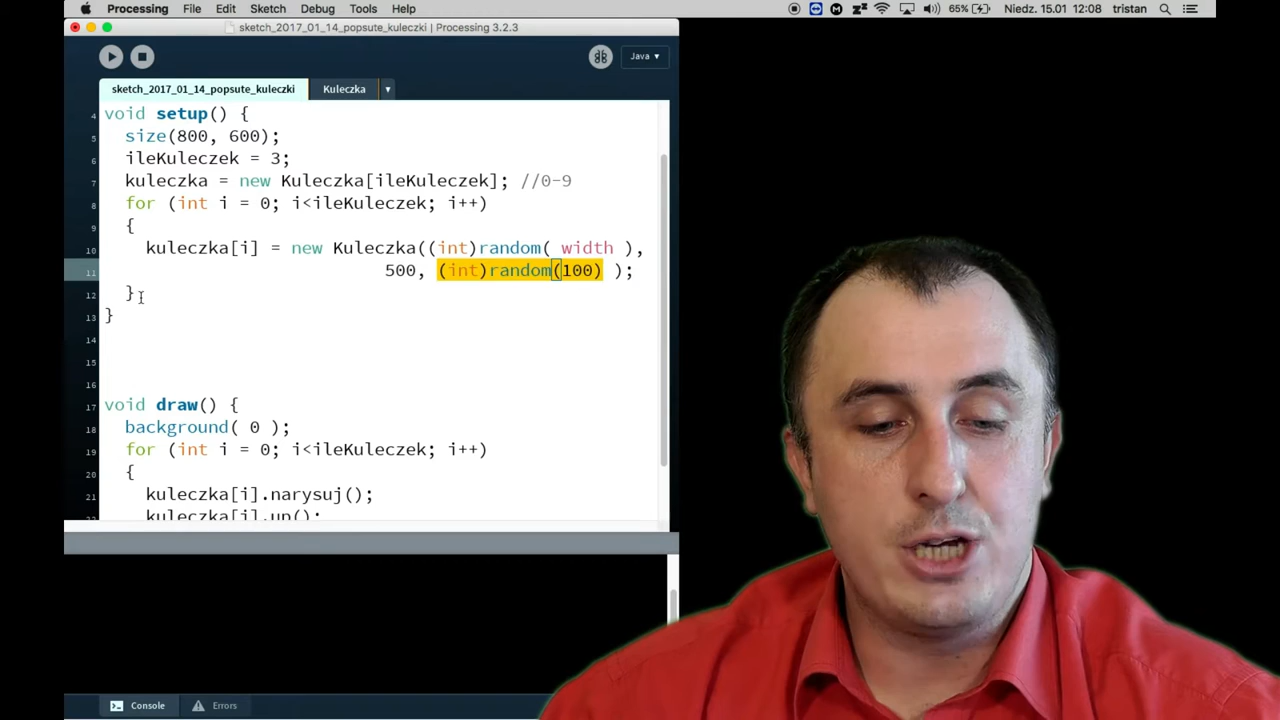 Processing File Edit Sketch Debug Tools Help 65% Niedz. 15.01 12:08 tristan
sketch_2017_01_14_popsute_kuleczki | Processing 3.2.3
Java ▾
sketch_2017_01_14_popsute_kuleczki Kuleczka ▾
4 void setup() {
5 size(800, 600);
6 ileKuleczek = 3;
7 kuleczka = new Kuleczka[ileKuleczek]; //0-9
8 for (int i = 0; i<ileKuleczek; i++)
9 {
10 kuleczka[i] = new Kuleczka((int)random( width ),
11 500, (int)random(100) );
12 }
13 }
14
15
16
17 void draw() {
18 background( 0 );
19 for (int i = 0; i<ileKuleczek; i++)
20 {
21 kuleczka[i].narysuj();
22 kuleczka[i].up();
Console Errors